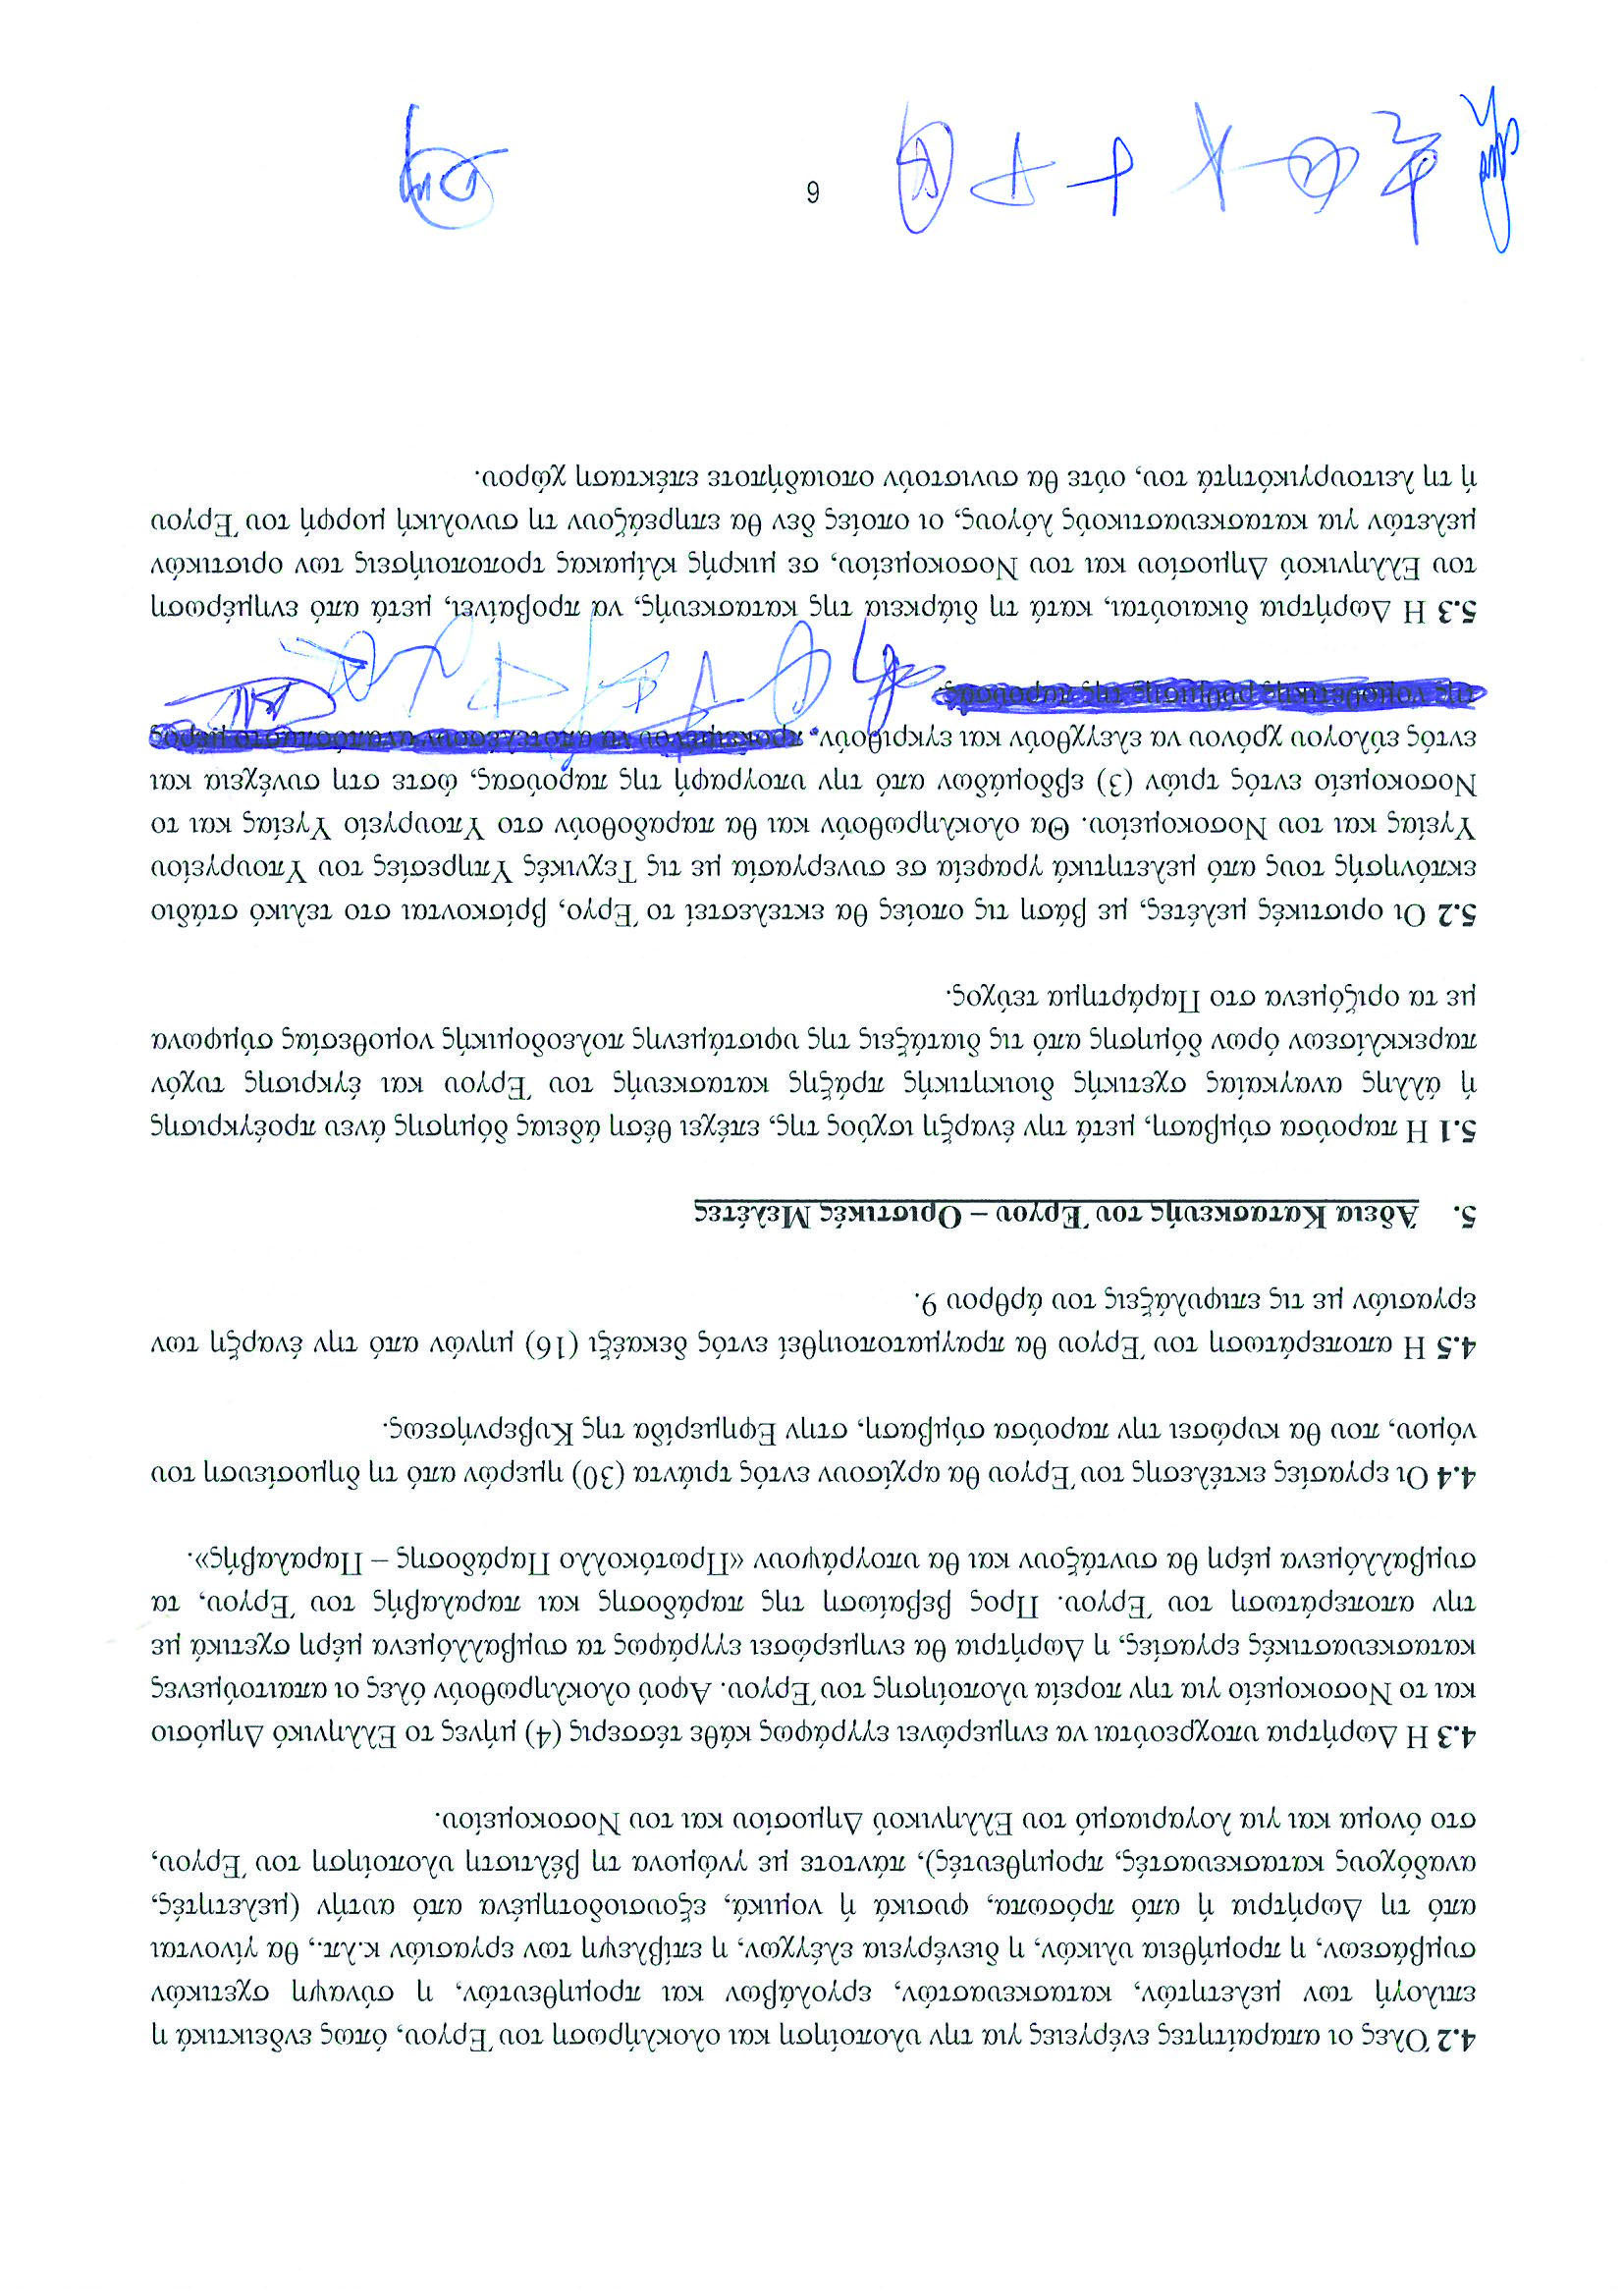 4.2 Όλες οι απαραίτητες ενέργειες για την υλοποίηση και ολοκλήρωση του Έργου, όπως ενδεικτικά η
επιλογή των μελετητών, κατασκευαστών, εργολάβων και προμηθευτών, η σύναψη σχετικών
συμβάσεων, η προμήθεια υλικών, η διενέργεια ελέγχων, η επίβλεψη των εργασιών κ.λπ., θα γίνονται
από τη Δωρήτρια ή από πρόσωπα, φυσικά ή νομικά, εξουσιοδοτημένα από αυτήν (μελετητές,
αναδόχους κατασκευαστές, προμηθευτές), πάντοτε με γνώμονα τη βέλτιστη υλοποίηση του Έργου,
στο όνομα και για λογαριασμό του Ελληνικού Δημοσίου και του Νοσοκομείου.
4.3 Η Δωρήτρια υποχρεούται να ενημερώνει εγγράφως κάθε τέσσερις (4) μήνες το Ελληνικό Δημόσιο
και το Νοσοκομείο για την πορεία υλοποίησης του Έργου. Αφού ολοκληρωθούν όλες οι απαιτούμενες
κατασκευαστικές εργασίες, η Δωρήτρια θα ενημερώσει εγγράφως τα συμβαλλόμενα μέρη σχετικά με
την αποπεράτωση του Έργου. Προς βεβαίωση της παράδοσης και παραλαβής του Έργου, τα
συμβαλλόμενα μέρη θα συντάξουν και θα υπογράψουν «Πρωτόκολλο Παράδοσης – Παραλαβής».
4.4 Οι εργασίες εκτέλεσης του Έργου θα αρχίσουν εντός τριάντα (30) ημερών από τη δημοσίευση του
νόμου, που θα κυρώσει την παρούσα σύμβαση, στην Εφημερίδα της Κυβερνήσεως.
4.5 Η αποπεράτωση του Έργου θα πραγματοποιηθεί εντός δεκαέξι (16) μηνών από την έναρξη των
εργασιών με τις επιφυλάξεις του άρθρου 9.
5. Άδεια Κατασκευής του Έργου – Οριστικές Μελέτες
5.1 Η παρούσα σύμβαση, μετά την έναρξη ισχύος της, επέχει θέση άδειας δόμησης άνευ προέγκρισης
ή άλλης αναγκαίας σχετικής διοικητικής πράξης κατασκευής του Έργου και έγκρισης τυχόν
παρεκκλίσεων όρων δόμησης από τις διατάξεις της υφιστάμενης πολεοδομικής νομοθεσίας σύμφωνα
με τα οριζόμενα στο Παράρτημα τεύχος.
5.2 Οι οριστικές μελέτες, με βάση τις οποίες θα εκτελεστεί το Έργο, βρίσκονται στο τελικό στάδιο
εκπόνησής τους από μελετητικά γραφεία σε συνεργασία με τις Τεχνικές Υπηρεσίες του Υπουργείου
Υγείας και του Νοσοκομείου. Θα ολοκληρωθούν και θα παραδοθούν στο Υπουργείο Υγείας και το
Νοσοκομείο εντός τριών (3) εβδομάδων από την υπογραφή της παρούσας, ώστε στη συνέχεια και
εντός εύλογου χρόνου να ελεγχθούν και εγκριθούν. προκειμένου να αποτελέσουν αναπόσπαστο μέρος
της νομοθετικής ρύθμισης της παρούσας.
5.3 Η Δωρήτρια δικαιούται, κατά τη διάρκεια της κατασκευής, να προβαίνει, μετά από ενημέρωση
του Ελληνικού Δημοσίου και του Νοσοκομείου, σε μικρής κλίμακας τροποποιήσεις των οριστικών
μελετών για κατασκευαστικούς λόγους, οι οποίες δεν θα επηρεάζουν τη συνολική μορφή του Έργου
ή τη λειτουργικότητά του, ούτε θα συνιστούν οποιαδήποτε επέκταση χώρου.
6